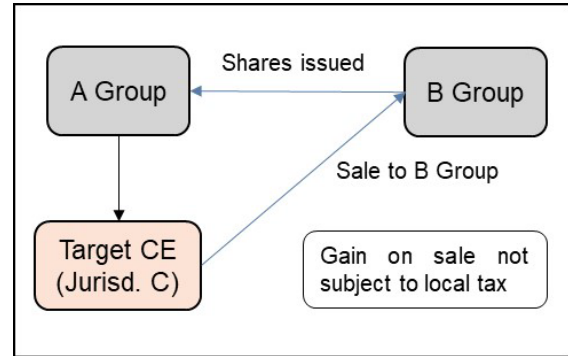 Shares issued
A Group
B Group
Sale to B Group
Target CE
(Jurisd. C)
Gain on sale not
subject to local tax